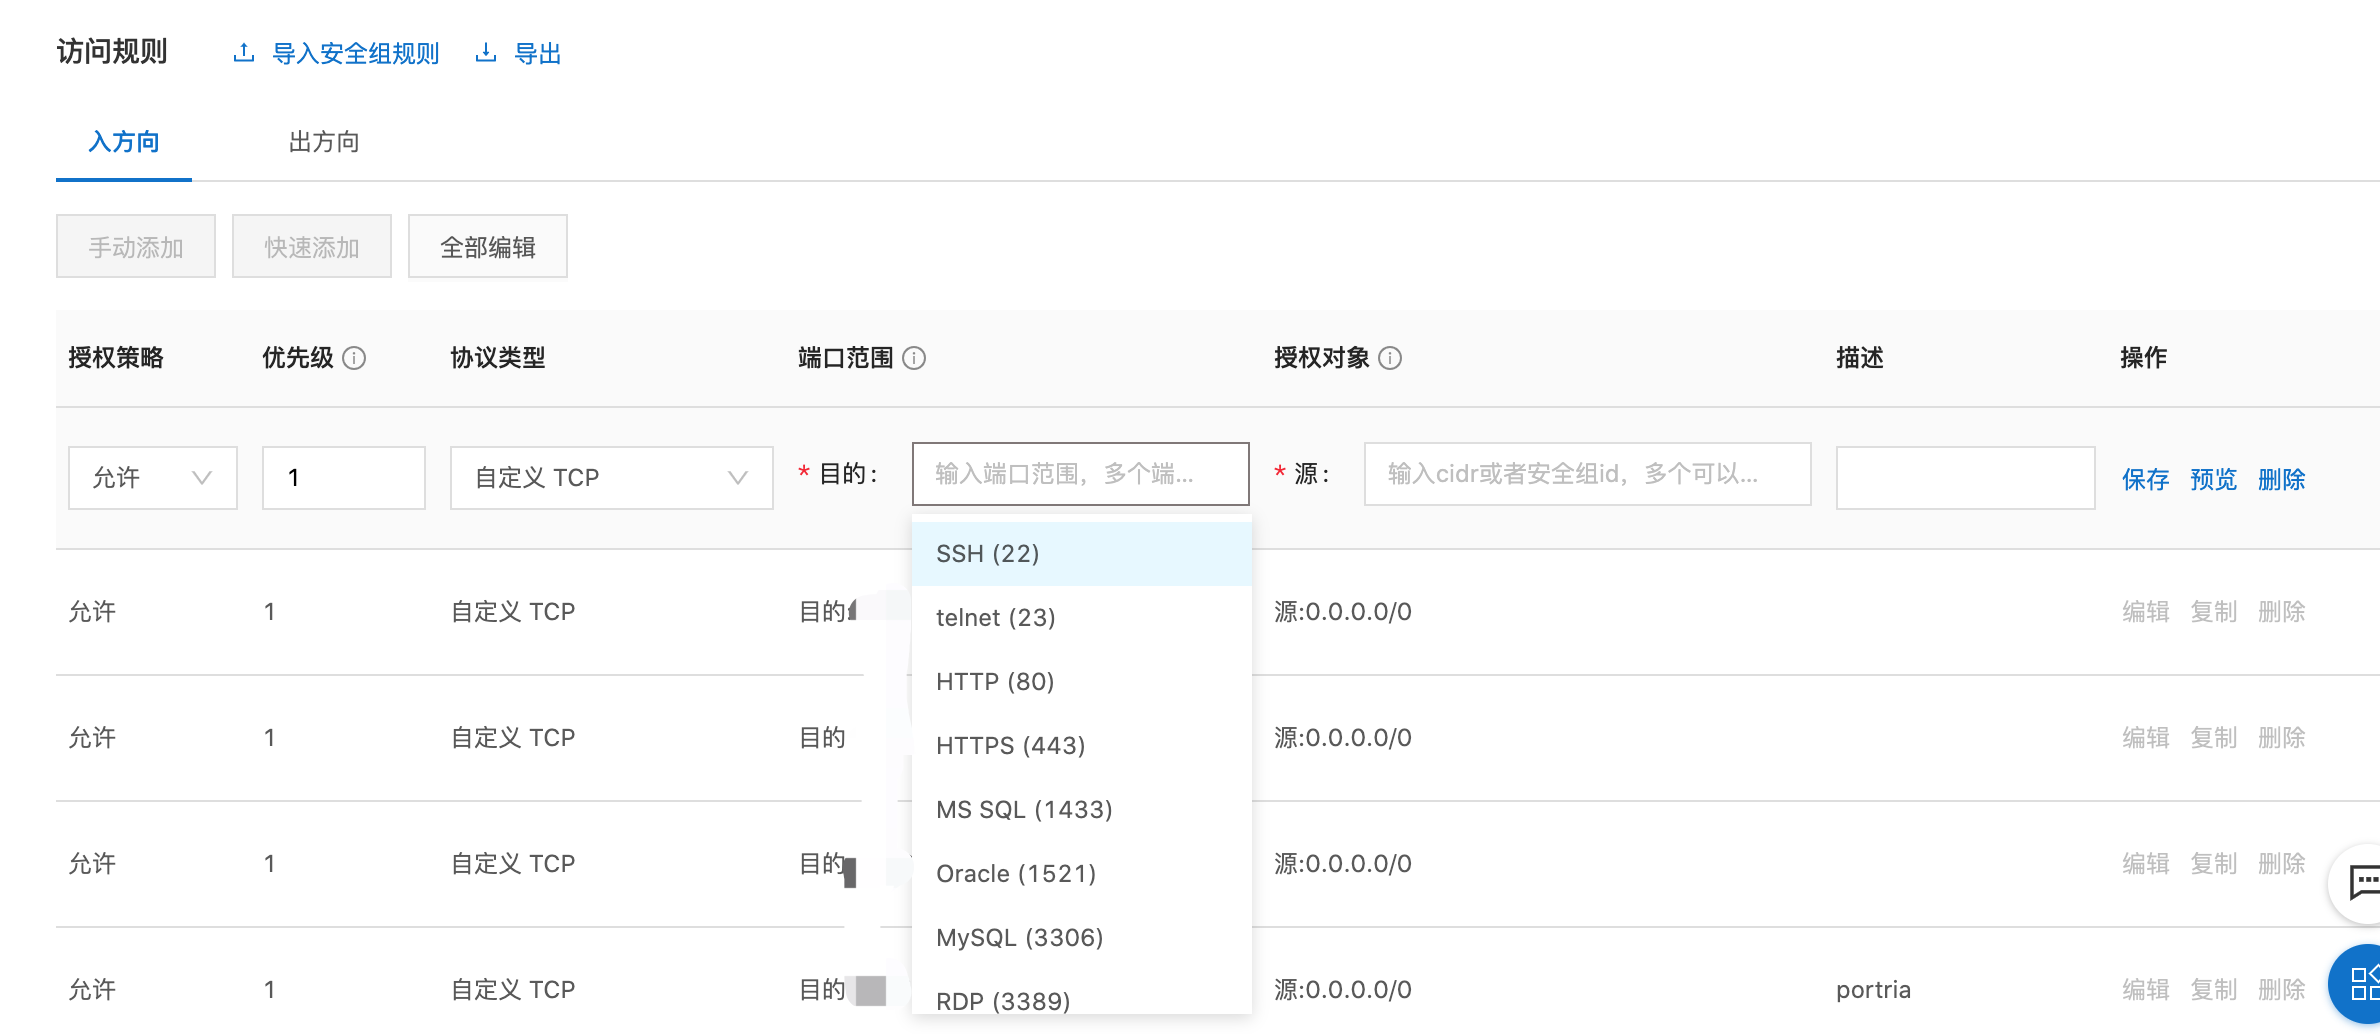 访问规则 导入安全组规则 导出
入方向 出方向
手动添加 快速添加 全部编辑
授权策略 优先级 协议类型 端口范围 授权对象 描述 操作
允许 1 自定义 TCP * 目的: 输入端口范围，多个端... * 源: 输入cidr或者安全组id，多个可以... 保存 预览 删除
SSH (22)
允许 1 自定义 TCP 目的: 源:0.0.0.0/0 编辑 复制 删除
telnet (23)
HTTP (80)
允许 1 自定义 TCP 目的 源:0.0.0.0/0 编辑 复制 删除
HTTPS (443)
MS SQL (1433)
允许 1 自定义 TCP 目的 源:0.0.0.0/0 编辑 复制 删除
Oracle (1521)
MySQL (3306)
允许 1 自定义 TCP 目的 源:0.0.0.0/0 portria 编辑 复制 删除
RDP (3389)